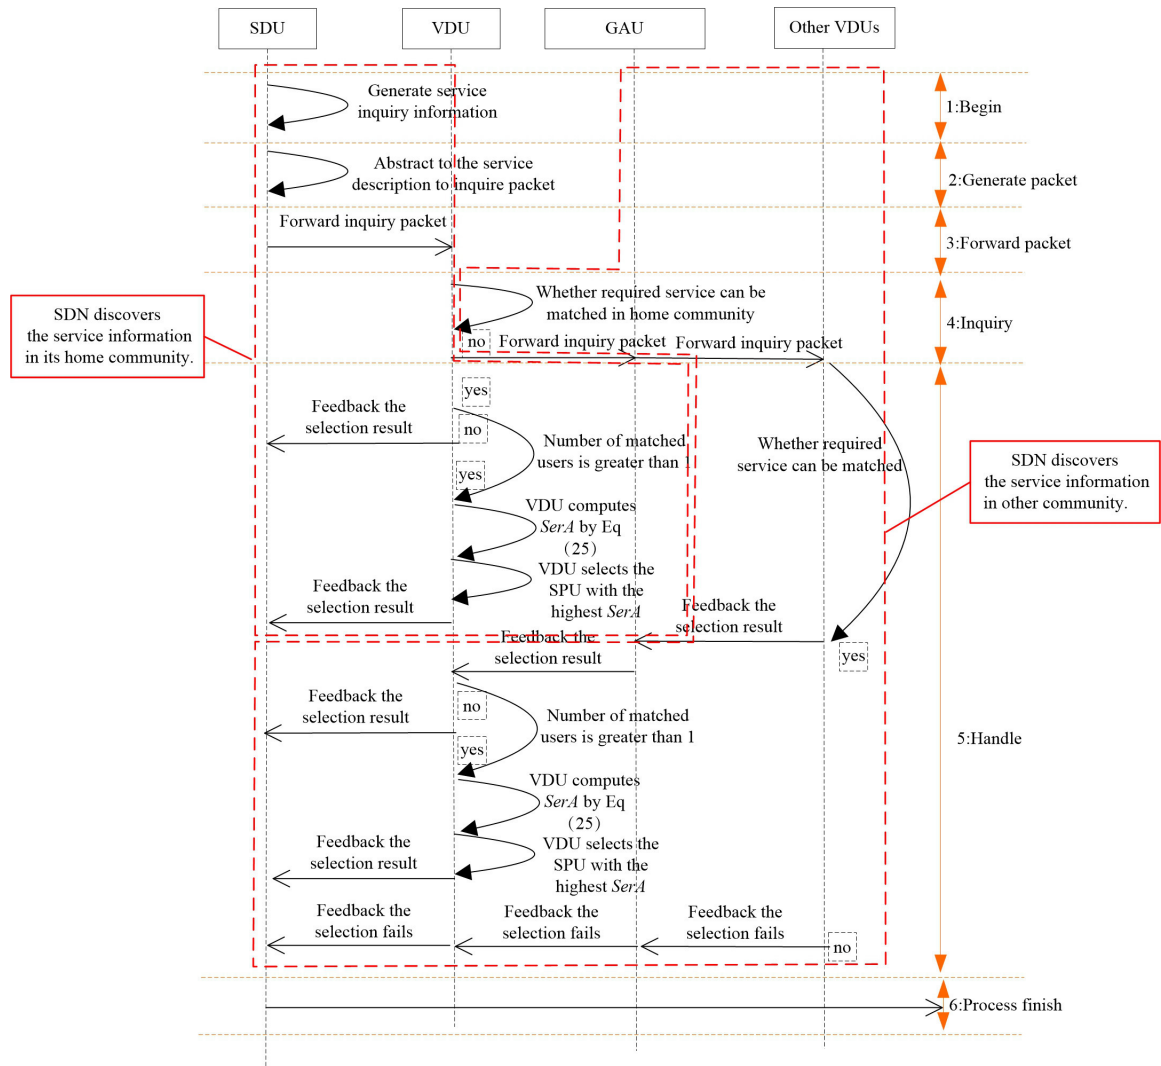 SDU
VDU
GAU
Other VDUs
Generate service
inquiry information
1:Begin
Abstract to the service
description to inquire packet
2:Generate packet
Forward inquiry packet
3:Forward packet
Whether required service can be
matched in home community
4:Inquiry
SDN discovers
the service information
in its home community.
no
Forward inquiry packet
Forward inquiry packet
yes
Feedback the
selection result
no
Number of matched
users is greater than 1
yes
Whether required
service can be matched
SDN discovers
the service information
in other community.
VDU computes
SerA by Eq
(25)
VDU selects the
SPU with the
highest SerA
Feedback the
selection result
Feedback the
selection result
yes
Feedback the
selection result
Feedback the
selection result
no
Number of matched
users is greater than 1
yes
5:Handle
VDU computes
SerA by Eq
(25)
VDU selects the
SPU with the
highest SerA
Feedback the
selection result
Feedback the
selection fails
Feedback the
selection fails
Feedback the
selection fails
no
6:Process finish